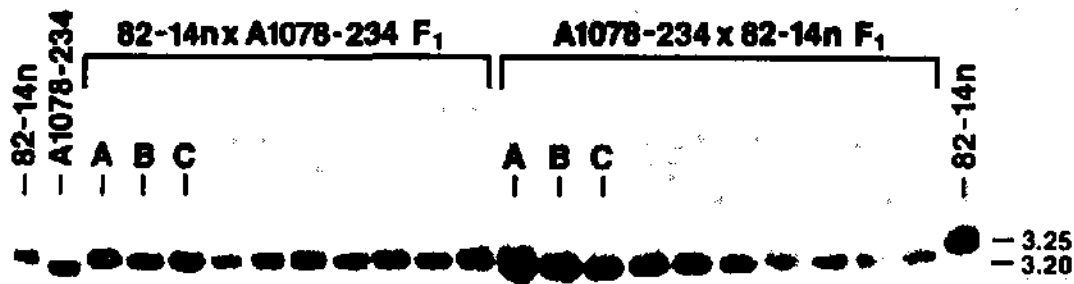 82-14n x A1078-234 F₁
A1078-234 x 82-14n F₁
– 82-14n
– A1078-234
A B C
A B C
– 82-14n
– 3.25
– 3.20